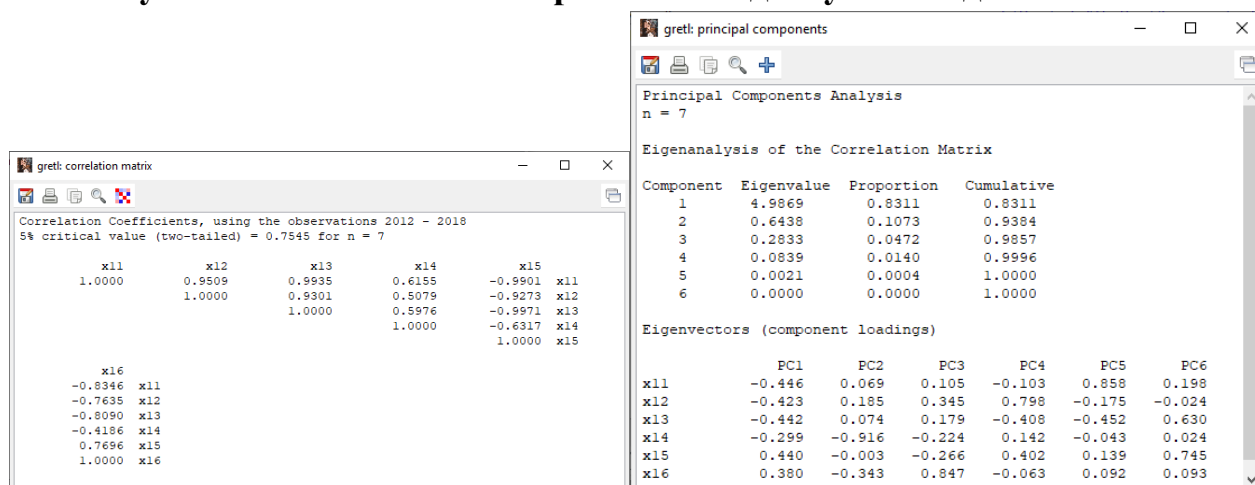 gretl: correlation matrix
Correlation Coefficients, using the observations 2012 - 2018
5% critical value (two-tailed) = 0.7545 for n = 7
x11 x12 x13 x14 x15
1.0000 0.9509 0.9935 0.6155 -0.9901 x11
1.0000 0.9301 0.5079 -0.9273 x12
1.0000 0.5976 -0.9971 x13
1.0000 -0.6317 x14
1.0000 x15
x16
-0.8346 x11
-0.7635 x12
-0.8090 x13
-0.4186 x14
0.7696 x15
1.0000 x16
gretl: principal components
Principal Components Analysis
n = 7
Eigenanalysis of the Correlation Matrix
Component Eigenvalue Proportion Cumulative
1 4.9869 0.8311 0.8311
2 0.6438 0.1073 0.9384
3 0.2833 0.0472 0.9857
4 0.0839 0.0140 0.9996
5 0.0021 0.0004 1.0000
6 0.0000 0.0000 1.0000
Eigenvectors (component loadings)
PC1 PC2 PC3 PC4 PC5 PC6
x11 -0.446 0.069 0.105 -0.103 0.858 0.198
x12 -0.423 0.185 0.345 0.798 -0.175 -0.024
x13 -0.442 0.074 0.179 -0.408 -0.452 0.630
x14 -0.299 -0.916 -0.224 0.142 -0.043 0.024
x15 0.440 -0.003 -0.266 0.402 0.139 0.745
x16 0.380 -0.343 0.847 -0.063 0.092 0.093